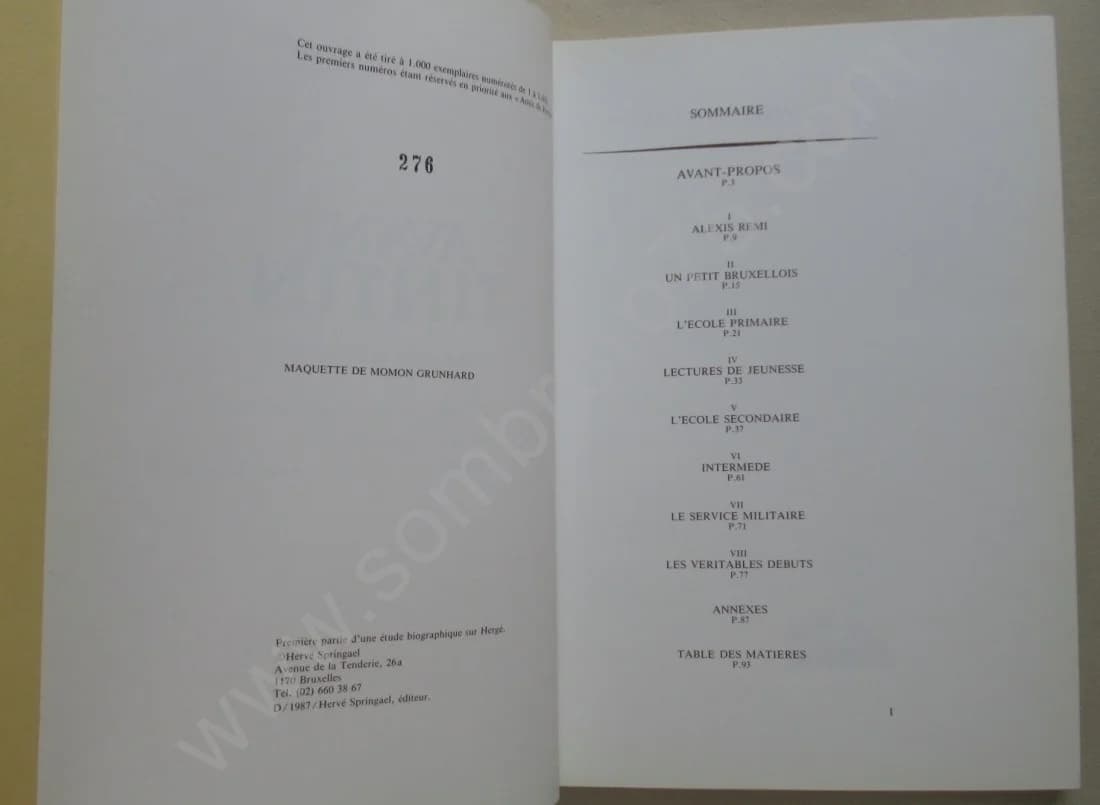 Cet ouvrage a été tiré à 1.000 exemplaires numérotés de 1 à
Les premiers numéros étant réservés en priorité aux « Amis
276
MAQUETTE DE MOMON GRUNHARD
Première partie d'une étude biographique sur Hergé.
©Hervé Springael
Avenue de la Tenderie, 26a
1170 Bruxelles
Tél. (02) 660 38 67
D/1987/Hervé Springael, éditeur.
SOMMAIRE
AVANT-PROPOS
P.3
I
ALEXIS REMI
P.9
II
UN PETIT BRUXELLOIS
P.15
III
L'ECOLE PRIMAIRE
P.21
IV
LECTURES DE JEUNESSE
P.33
V
L'ECOLE SECONDAIRE
P.37
VI
INTERMEDE
P.61
VII
LE SERVICE MILITAIRE
P.71
VIII
LES VERITABLES DEBUTS
P.77
ANNEXES
P.87
TABLE DES MATIERES
P.93
1